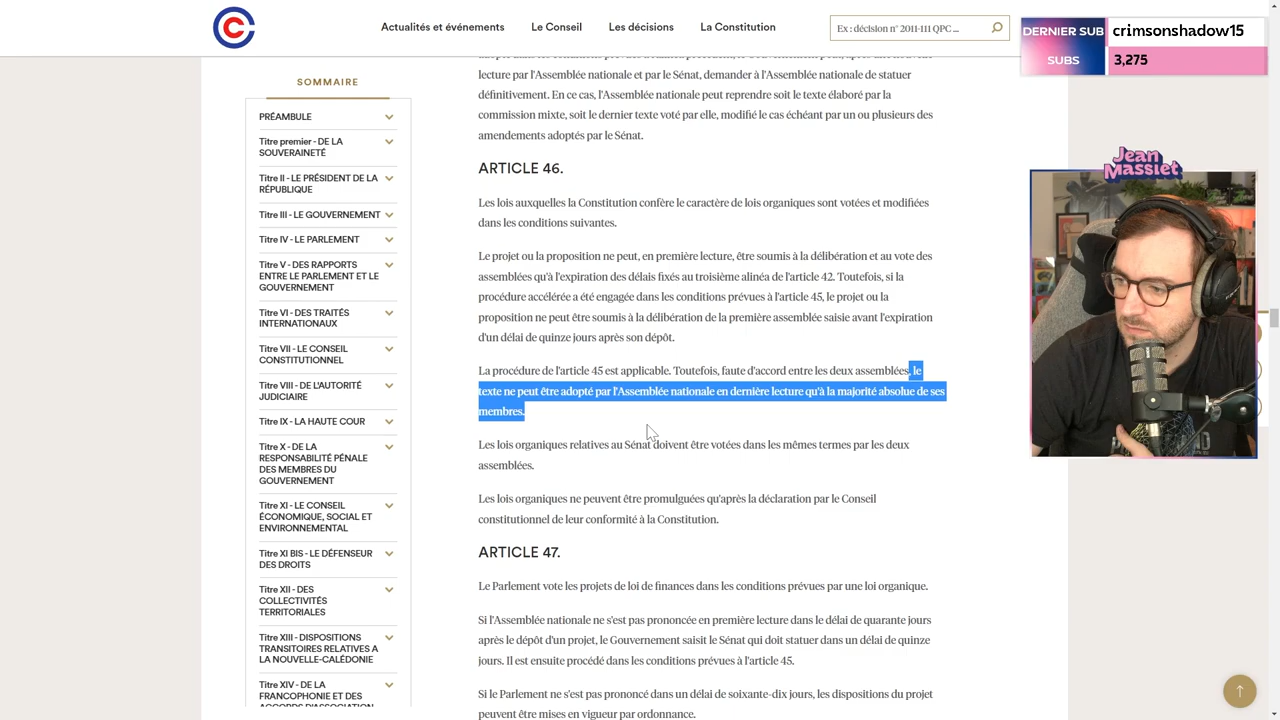 Actualités et événements
Le Conseil
Les décisions
La Constitution
Ex : décision n° 2011-111 QPC ...
DERNIER SUB
crimsonshadow15
SUBS
3,275
Jean
Massiet
SOMMAIRE
PRÉAMBULE
Titre premier - DE LA
SOUVERAINETÉ
Titre II - LE PRÉSIDENT DE LA
RÉPUBLIQUE
Titre III - LE GOUVERNEMENT
Titre IV - LE PARLEMENT
Titre V - DES RAPPORTS
ENTRE LE PARLEMENT ET LE
GOUVERNEMENT
Titre VI - DES TRAITÉS
INTERNATIONAUX
Titre VII - LE CONSEIL
CONSTITUTIONNEL
Titre VIII - DE L'AUTORITÉ
JUDICIAIRE
Titre IX - LA HAUTE COUR
Titre X - DE LA
RESPONSABILITÉ PÉNALE
DES MEMBRES DU
GOUVERNEMENT
Titre XI - LE CONSEIL
ÉCONOMIQUE, SOCIAL ET
ENVIRONNEMENTAL
Titre XI BIS - LE DÉFENSEUR
DES DROITS
Titre XII - DES
COLLECTIVITÉS
TERRITORIALES
Titre XIII - DISPOSITIONS
TRANSITOIRES RELATIVES A
LA NOUVELLE-CALÉDONIE
Titre XIV - DE LA
FRANCOPHONIE ET DES
ACCORDS D'ASSOCIATION
lecture par l'Assemblée nationale et par le Sénat, demander à l'Assemblée nationale de statuer
définitivement. En ce cas, l'Assemblée nationale peut reprendre soit le texte élaboré par la
commission mixte, soit le dernier texte voté par elle, modifié le cas échéant par un ou plusieurs des
amendements adoptés par le Sénat.
ARTICLE 46.
Les lois auxquelles la Constitution confère le caractère de lois organiques sont votées et modifiées
dans les conditions suivantes.
Le projet ou la proposition ne peut, en première lecture, être soumis à la délibération et au vote des
assemblées qu'à l'expiration des délais fixés au troisième alinéa de l'article 42. Toutefois, si la
procédure accélérée a été engagée dans les conditions prévues à l'article 45, le projet ou la
proposition ne peut être soumis à la délibération de la première assemblée saisie avant l'expiration
d'un délai de quinze jours après son dépôt.
La procédure de l'article 45 est applicable. Toutefois, faute d'accord entre les deux assemblées, le
texte ne peut être adopté par l'Assemblée nationale en dernière lecture qu'à la majorité absolue de ses
membres.
Les lois organiques relatives au Sénat doivent être votées dans les mêmes termes par les deux
assemblées.
Les lois organiques ne peuvent être promulguées qu'après la déclaration par le Conseil
constitutionnel de leur conformité à la Constitution.
ARTICLE 47.
Le Parlement vote les projets de loi de finances dans les conditions prévues par une loi organique.
Si l'Assemblée nationale ne s'est pas prononcée en première lecture dans le délai de quarante jours
après le dépôt d'un projet, le Gouvernement saisit le Sénat qui doit statuer dans un délai de quinze
jours. Il est ensuite procédé dans les conditions prévues à l'article 45.
Si le Parlement ne s'est pas prononcé dans un délai de soixante-dix jours, les dispositions du projet
peuvent être mises en vigueur par ordonnance.